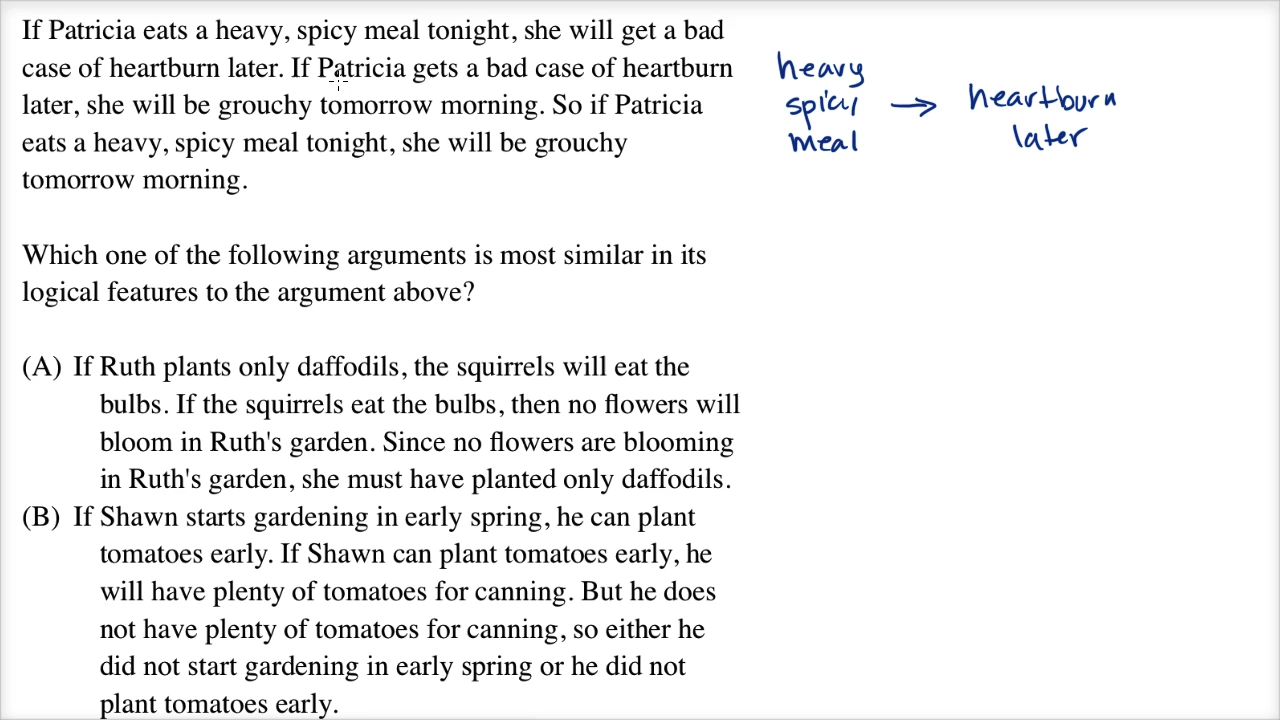 If Patricia eats a heavy, spicy meal tonight, she will get a bad
case of heartburn later. If Patricia gets a bad case of heartburn
later, she will be grouchy tomorrow morning. So if Patricia
eats a heavy, spicy meal tonight, she will be grouchy
tomorrow morning.
Which one of the following arguments is most similar in its
logical features to the argument above?
(A) If Ruth plants only daffodils, the squirrels will eat the
bulbs. If the squirrels eat the bulbs, then no flowers will
bloom in Ruth's garden. Since no flowers are blooming
in Ruth's garden, she must have planted only daffodils.
(B) If Shawn starts gardening in early spring, he can plant
tomatoes early. If Shawn can plant tomatoes early, he
will have plenty of tomatoes for canning. But he does
not have plenty of tomatoes for canning, so either he
did not start gardening in early spring or he did not
plant tomatoes early.
heavy
spicy → heartburn
meal later